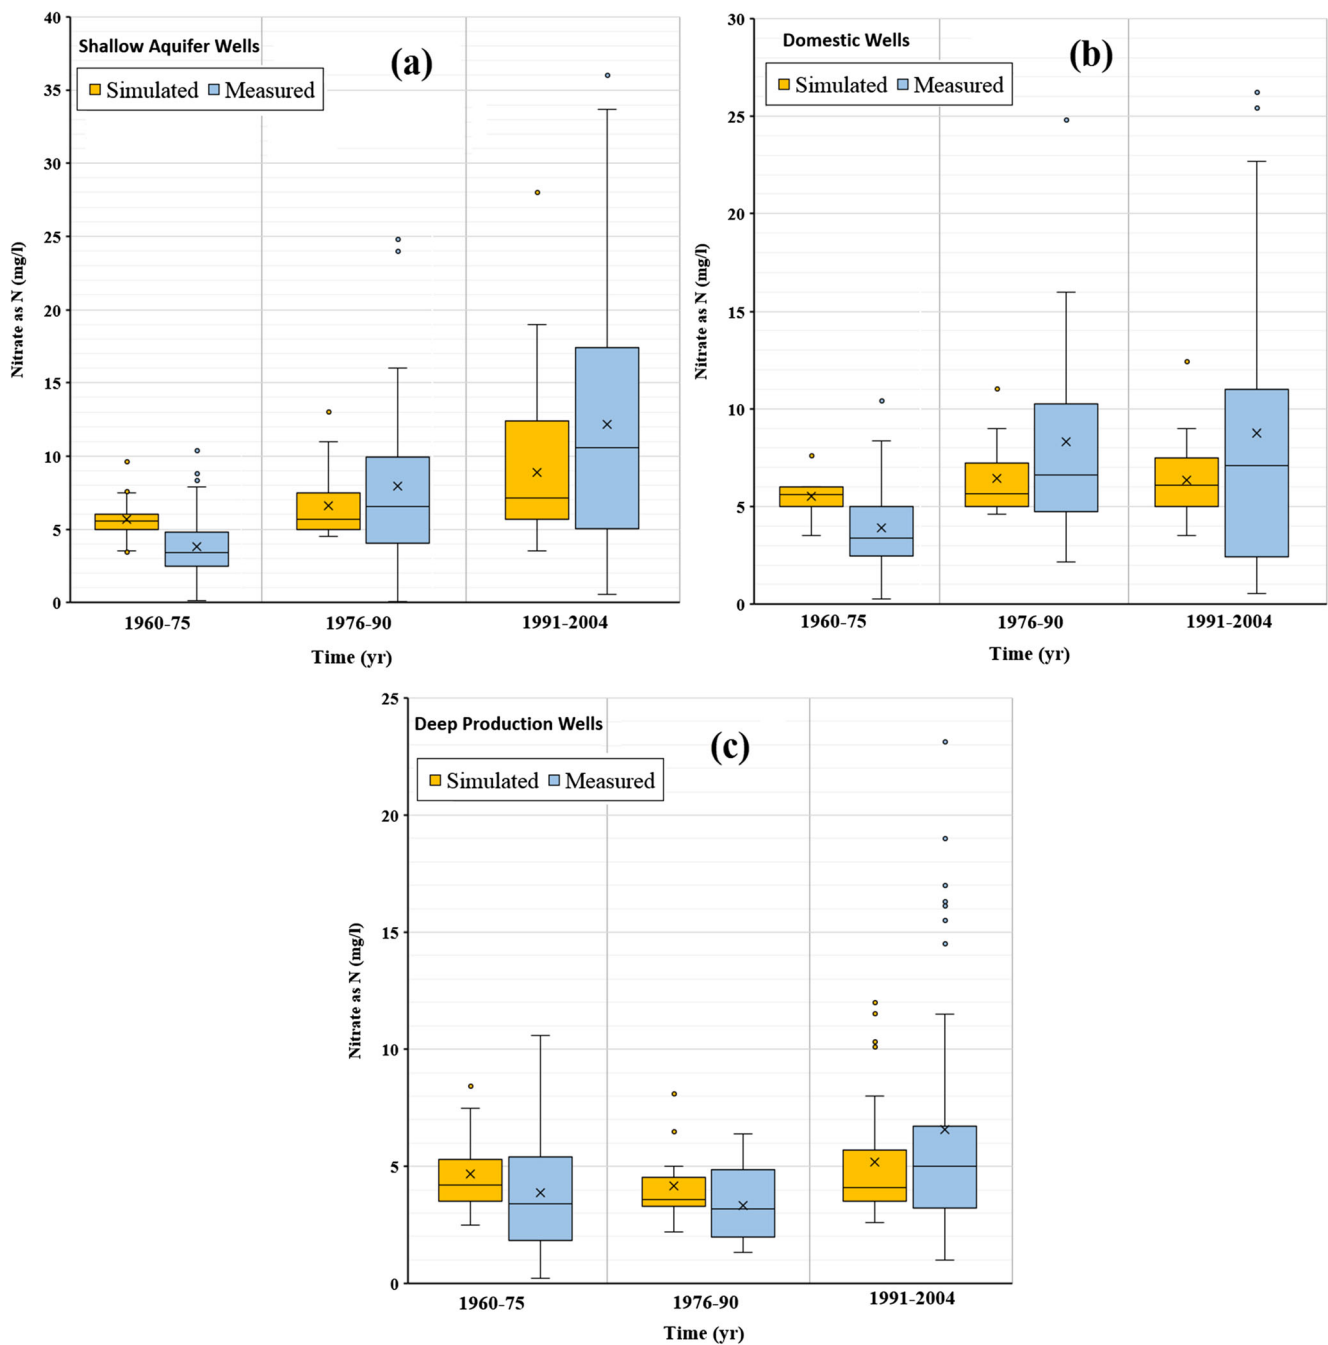 Shallow Aquifer Wells
(a)
Simulated Measured
40
35
30
25
20
15
10
5
0
Nitrate as N (mg/l)
1960-75 1976-90 1991-2004
Time (yr)
Domestic Wells
(b)
Simulated Measured
30
25
20
15
10
5
0
Nitrate as N (mg/l)
1960-75 1976-90 1991-2004
Time (yr)
Deep Production Wells
(c)
Simulated Measured
25
20
15
10
5
0
Nitrate as N (mg/l)
1960-75 1976-90 1991-2004
Time (yr)